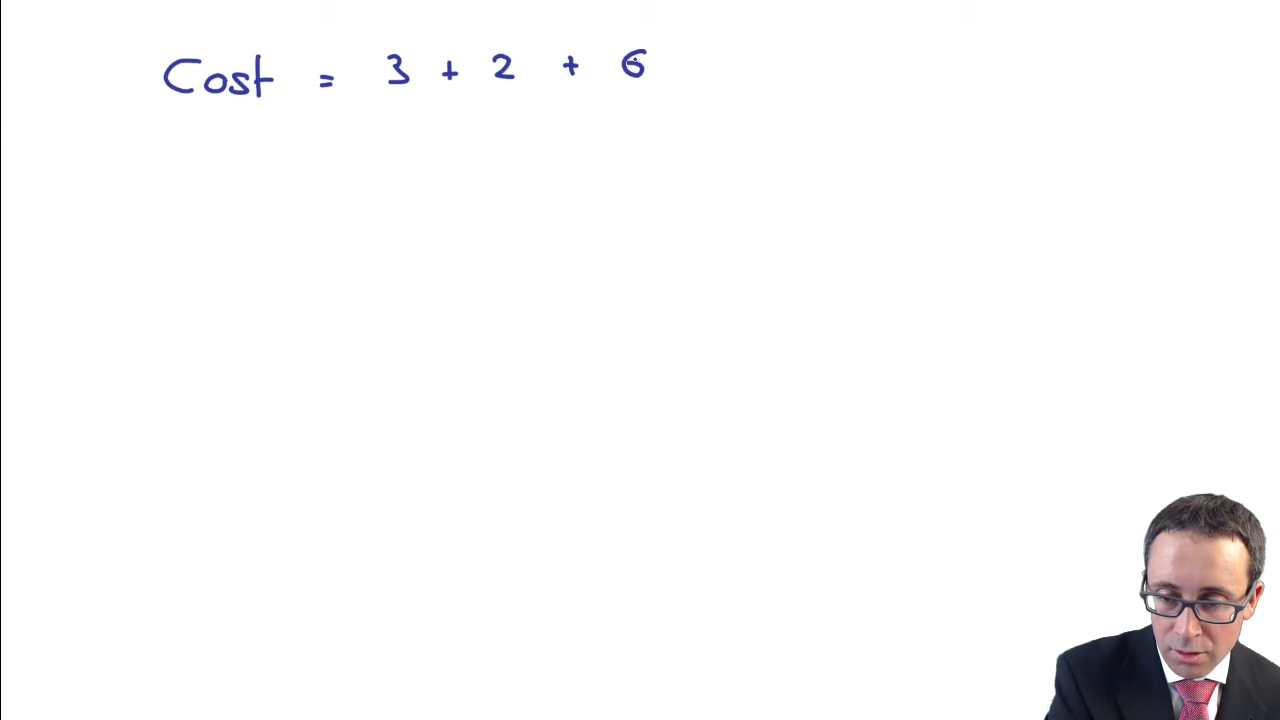 Cost = 3 + 2 + 6